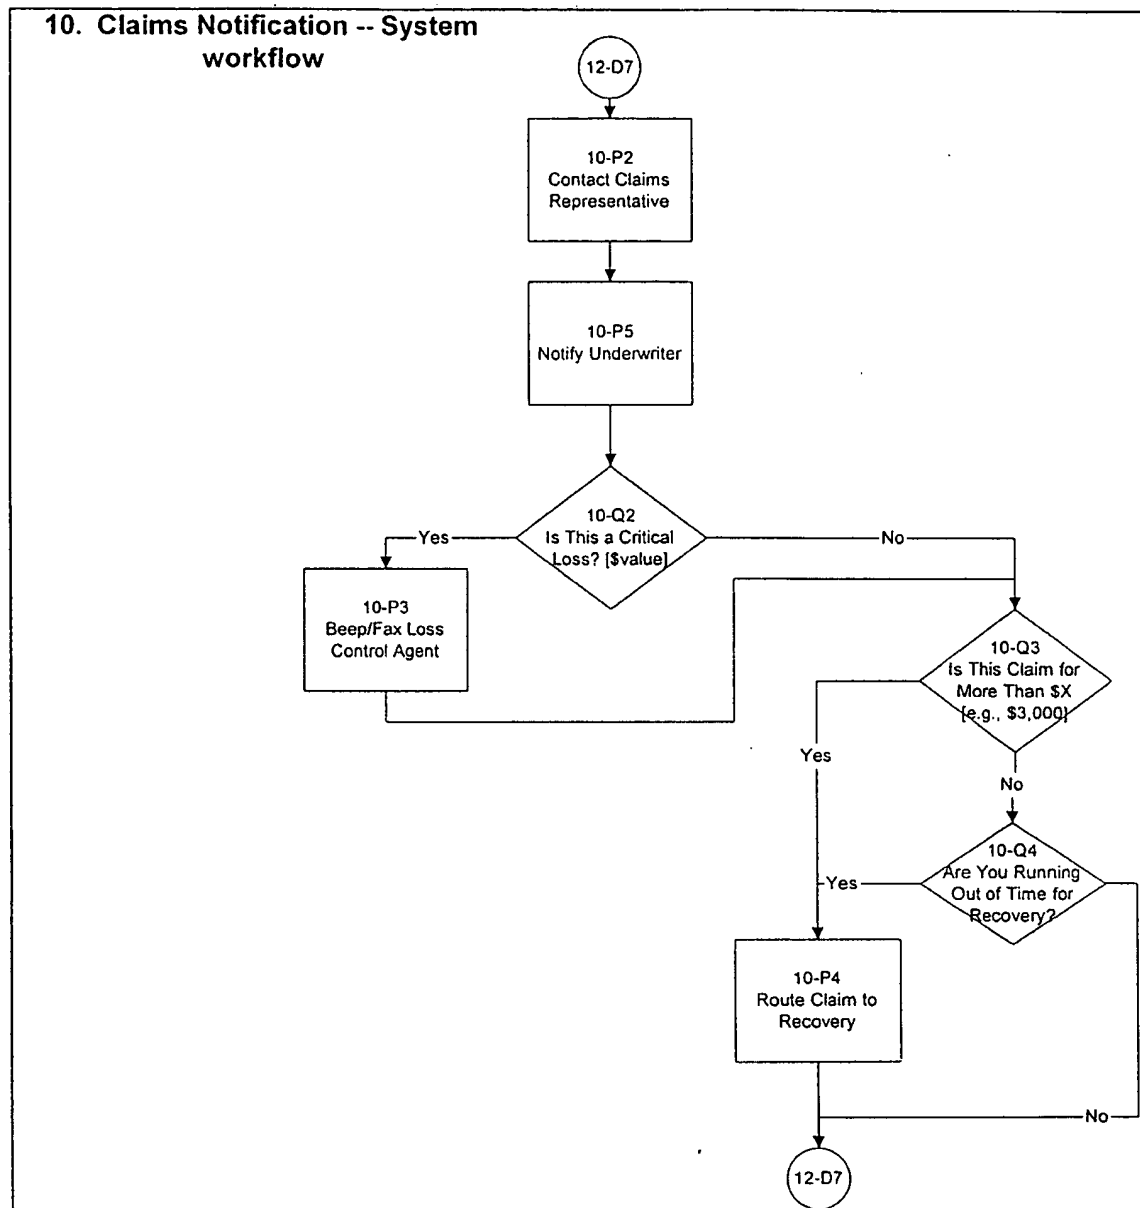 10. Claims Notification -- System
workflow
12-D7
10-P2
Contact Claims
Representative
10-P5
Notify Underwriter
10-Q2
Is This a Critical
Loss? [$value]
Yes
No
10-P3
Beep/Fax Loss
Control Agent
10-Q3
Is This Claim for
More Than $X
[e.g., $3,000]
Yes
No
10-Q4
Are You Running
Out of Time for
Recovery?
Yes
10-P4
Route Claim to
Recovery
No
12-D7